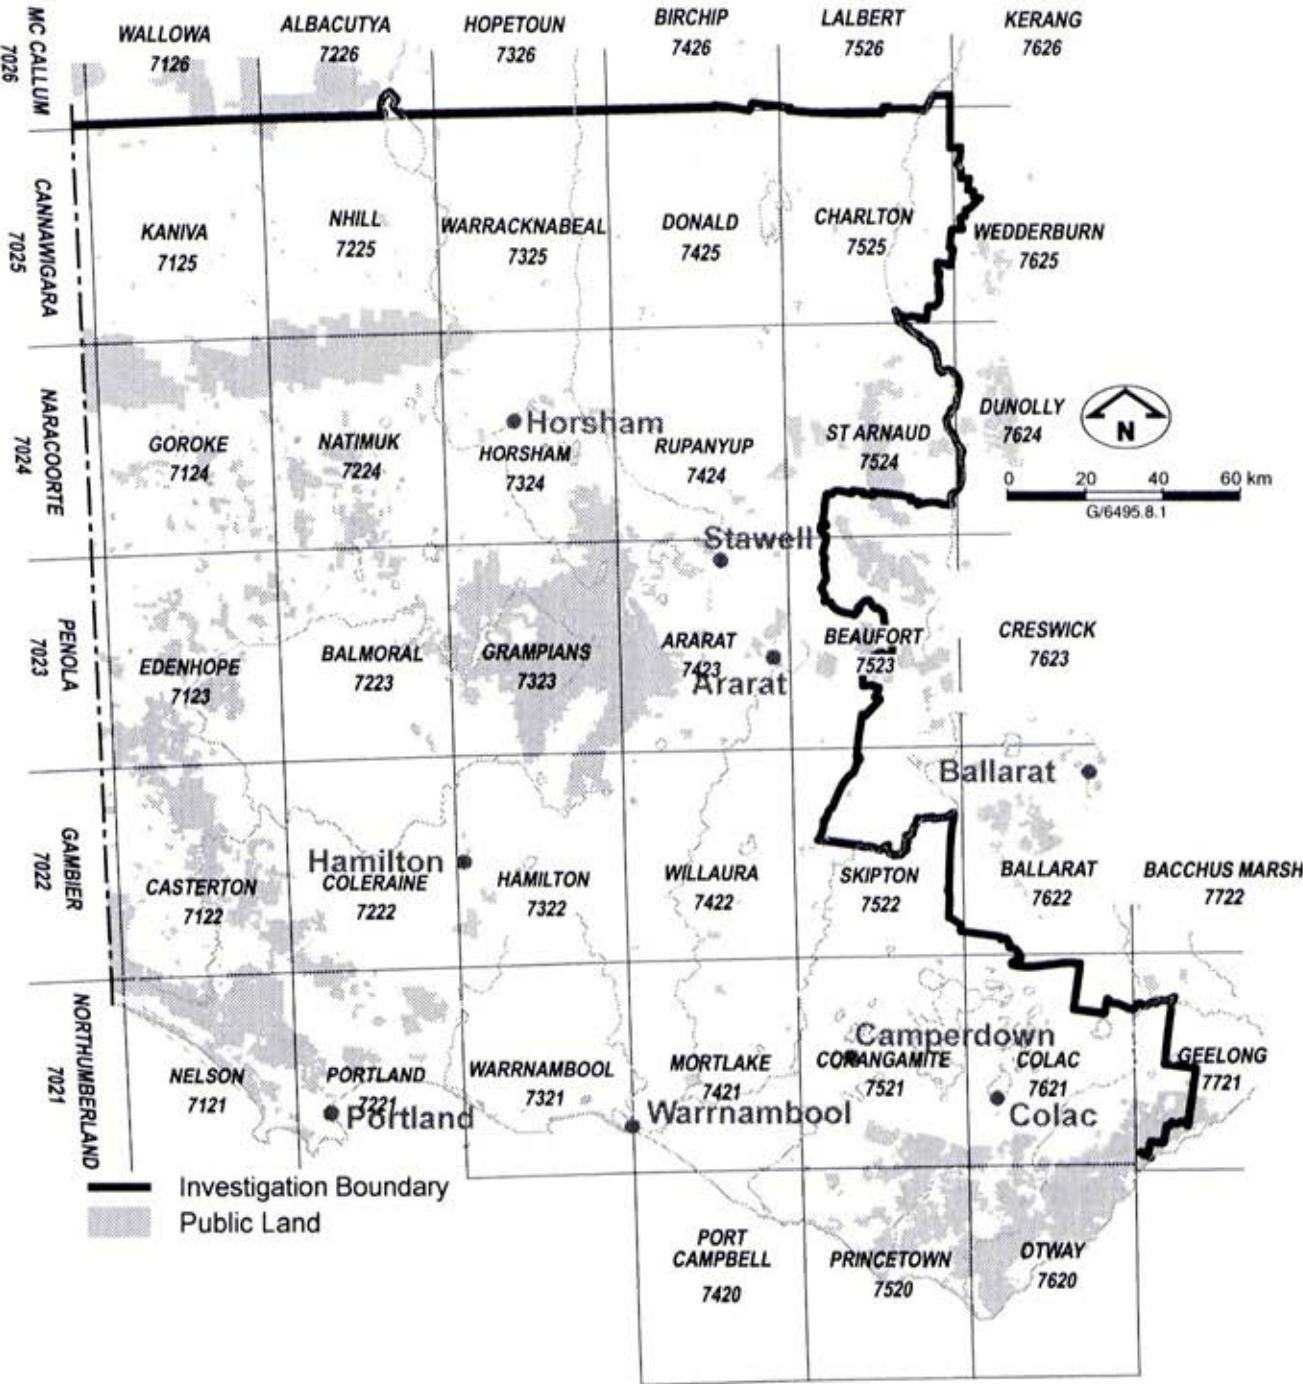 MC CALLUM
7026
WALLOWA
7126
ALBACUTYA
7226
HOPETOUN
7326
BIRCHIP
7426
LALBERT
7526
KERANG
7626
CANNAWIGARA
7025
KANIVA
7125
NHILL
7225
WARRACKNABEAL
7325
DONALD
7425
CHARLTON
7525
WEDDERBURN
7625
NARACOORTE
7024
GOROKE
7124
NATIMUK
7224
Horsham
HORSHAM
7324
RUPANYUP
7424
ST ARNAUD
7524
DUNOLLY
7624
N
0 20 40 60 km
G/6495.8.1
Stawell
PENOLA
7023
EDENHOPE
7123
BALMORAL
7223
GRAMPIANS
7323
ARARAT
7423
Ararat
BEAUFORT
7523
CRESWICK
7623
Ballarat
GAMBIER
7022
CASTERTON
7122
Hamilton
COLERAINE
7222
HAMILTON
7322
WILLAURA
7422
SKIPTON
7522
BALLARAT
7622
BACCHUS MARSH
7722
NORTHUMBERLAND
7021
NELSON
7121
PORTLAND
7221
Portland
WARRNAMBOOL
7321
MORTLAKE
7421
Warrnambool
Camperdown
CORANGAMITE
7521
COLAC
7621
Colac
GEELONG
7721
Investigation Boundary
Public Land
PORT
CAMPBELL
7420
PRINCETOWN
7520
OTWAY
7620